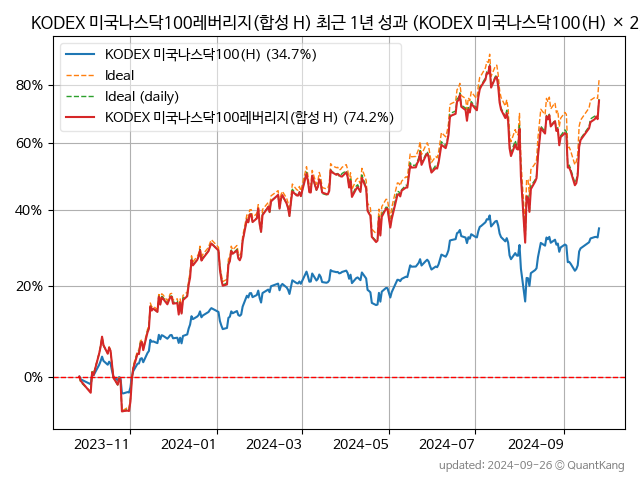 KODEX 미국나스닥100레버리지(합성 H) 최근 1년 성과 (KODEX 미국나스닥100(H) × 2
KODEX 미국나스닥100(H) (34.7%)
Ideal
Ideal (daily)
KODEX 미국나스닥100레버리지(합성 H) (74.2%)
80%
60%
40%
20%
0%
2023-11 2024-01 2024-03 2024-05 2024-07 2024-09
updated: 2024-09-26 © QuantKang